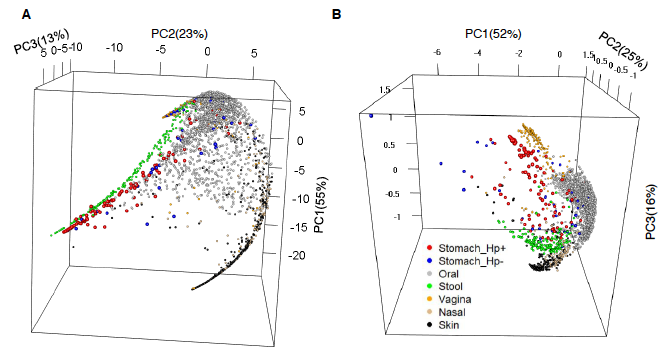 A
PC3(13%)
PC2(23%)
5 0 -5 -10
-10
-5
0
5
5
0
-5
-10
-15
-20
PC1(55%)
B
PC1(52%)
PC2(25%)
-6
-4
-2
0
1.5 1 0.5 0 -0.5 -1
1.5
1
0.5
0
-0.5
-1
PC3(16%)
Stomach_Hp+
Stomach_Hp-
Oral
Stool
Vagina
Nasal
Skin